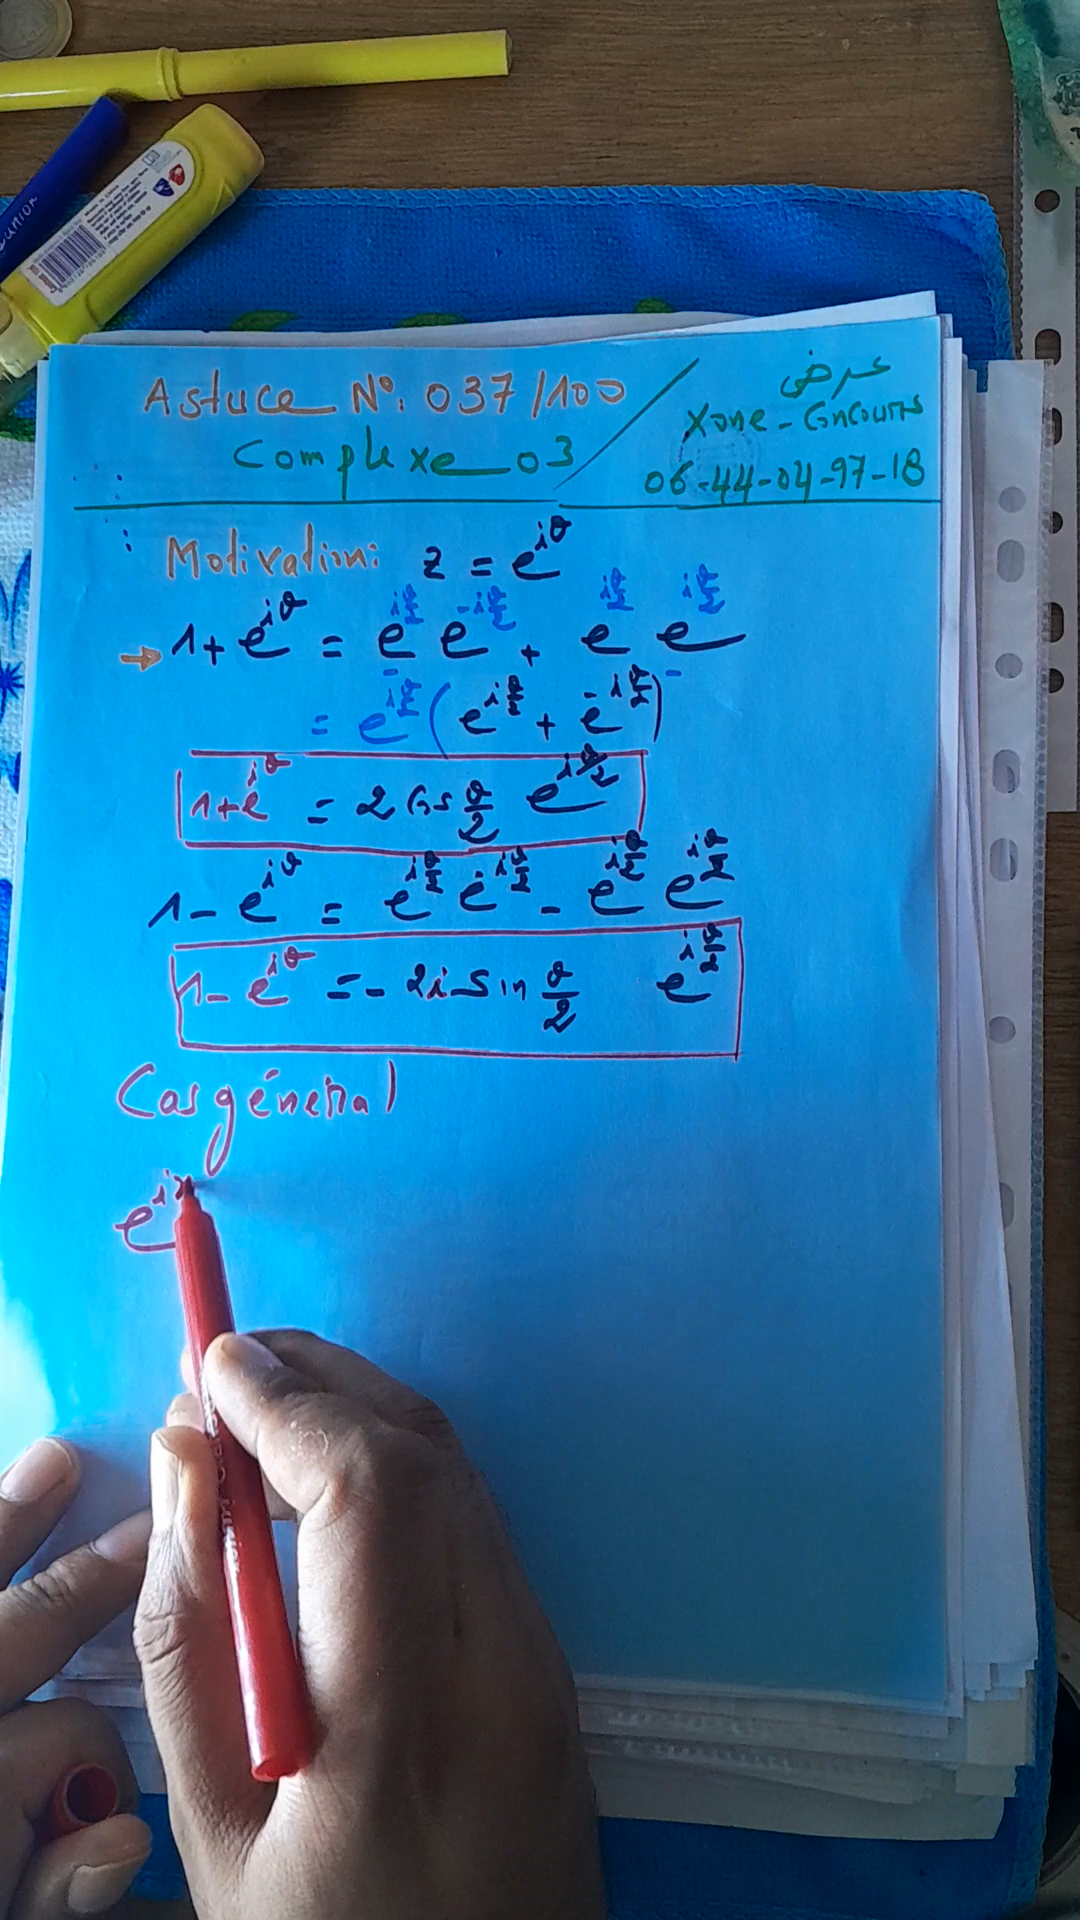 Astuce N°. 037/100
Complexe_03
عرضي
Xone - Concours
06-44-04-97-18
Motivation: z = e^{iθ}
→ 1 + e^{iθ} = e^{iθ/2} e^{-iθ/2} + e^{iθ/2} e^{iθ/2}
= e^{iθ/2} ( e^{iθ/2} + e^{-iθ/2} )
1 + e^{iθ} = 2 Cos θ/2 e^{iθ/2}
1 - e^{iθ} = e^{iθ/2} e^{-iθ/2} - e^{iθ/2} e^{iθ/2}
1 - e^{iθ} = - 2i Sin θ/2 e^{iθ/2}
Cas général
e^{ix